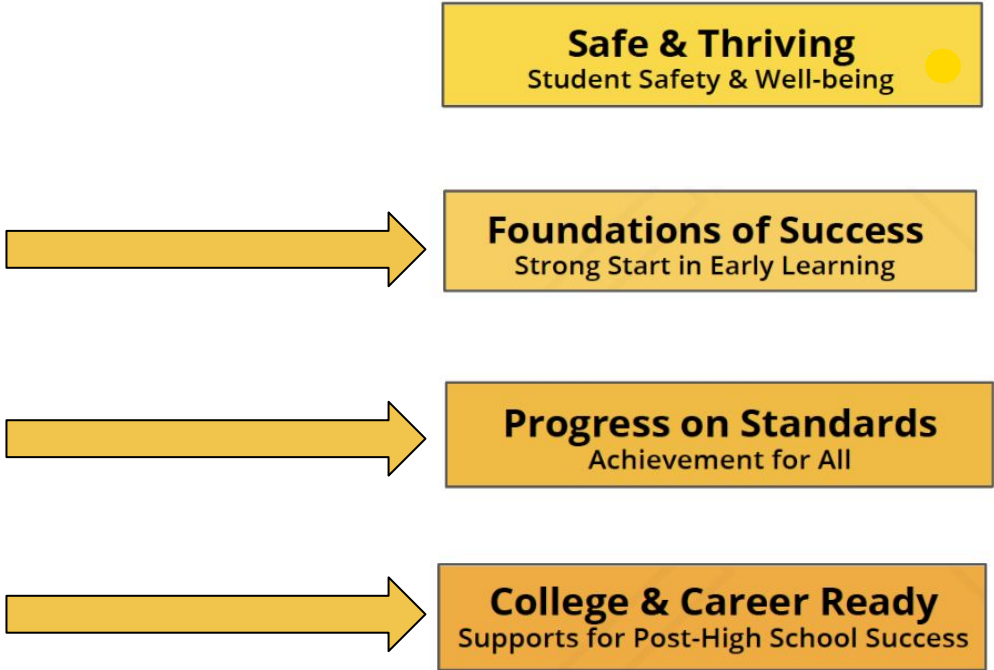 Safe & Thriving
Student Safety & Well-being
Foundations of Success
Strong Start in Early Learning
Progress on Standards
Achievement for All
College & Career Ready
Supports for Post-High School Success